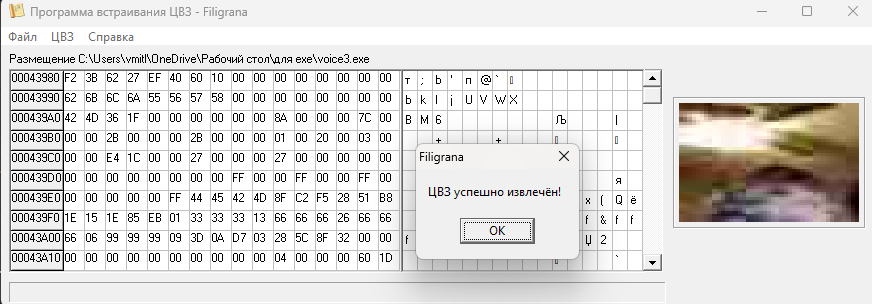 Программа встраивания ЦВЗ - Filigrana
Файл ЦВЗ Справка
Размещение C:\Users\vmitl\OneDrive\Рабочий стол\для exe\voice3.exe
00043980 F2 3B 62 27 EF 40 60 10 00 00 00 00 00 00 00 00 т ; b ' п @ `
00043990 62 6B 6C 6A 55 56 57 58 00 00 00 00 00 00 00 00 b k l j U V W X
000439A0 42 4D 36 1F 00 00 00 00 00 00 8A 00 00 00 7C 00 B M 6 Љ |
000439B0 00 00 2B 00 00 00 2B 00 00 00 01 00 20 00 03 00 + +
000439C0 00 00 E4 1C 00 00 27 00 00 00 27 00 00 00 00 00
000439D0 00 00 00 00 00 00 00 00 FF 00 00 FF 00 00 FF 00 я
000439E0 00 00 00 00 FF 44 45 42 4D 8F C2 F5 28 51 B8 х ( Q ё
000439F0 1E 15 1E 85 EB 01 33 33 33 13 66 66 66 26 66 66 f & f f
00043A00 66 06 99 99 99 09 3D 0A D7 03 28 5C 8F 32 00 00 f Џ 2
00043A10 00 00 00 00 00 00 00 00 00 00 04 00 00 00 60 1D `
Filigrana
ЦВЗ успешно извлечён!
OK